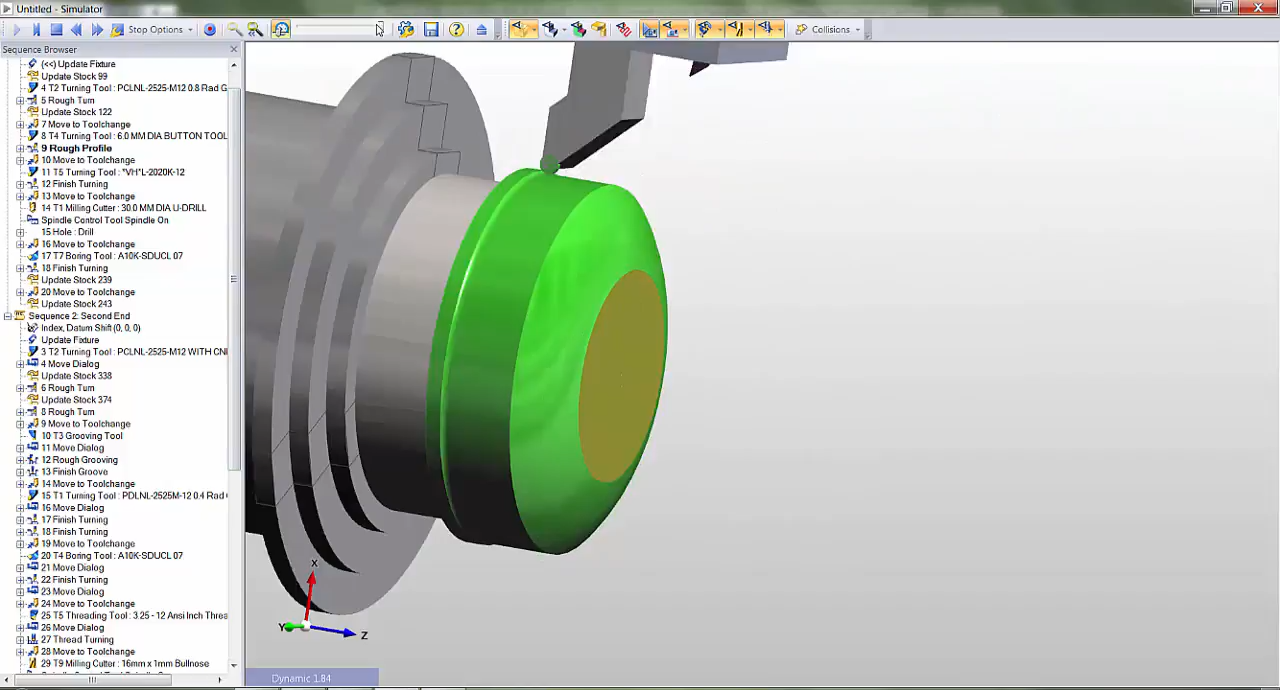 Untitled - Simulator
Stop Options
Collisions
Sequence Browser
(<<) Update Fixture
Update Stock 99
4 T2 Turning Tool : PCLNL-2525-M12 0.8 Rad
5 Rough Turn
Update Stock 122
7 Move to Toolchange
8 T4 Turning Tool : 6.0 MM DIA BUTTON TOOL
9 Rough Profile
10 Move to Toolchange
11 T5 Turning Tool : "VH"L-2020K-12
12 Finish Turning
13 Move to Toolchange
14 T1 Milling Cutter : 30.0 MM DIA U-DRILL
Spindle Control Tool Spindle On
15 Hole : Drill
16 Move to Toolchange
17 T7 Boring Tool : A10K-SDUCL 07
18 Finish Turning
Update Stock 239
20 Move to Toolchange
Update Stock 243
Sequence 2: Second End
Index, Datum Shift (0, 0, 0)
Update Fixture
3 T2 Turning Tool : PCLNL-2525-M12 WITH CN
4 Move Dialog
Update Stock 338
6 Rough Turn
Update Stock 374
8 Rough Turn
9 Move to Toolchange
10 T3 Grooving Tool
11 Move Dialog
12 Rough Grooving
13 Finish Groove
14 Move to Toolchange
15 T1 Turning Tool : PDLNL-2525M-12 0.4 Rad
16 Move Dialog
17 Finish Turning
18 Finish Turning
19 Move to Toolchange
20 T4 Boring Tool : A10K-SDUCL 07
21 Move Dialog
22 Finish Turning
23 Move Dialog
24 Move to Toolchange
25 T5 Threading Tool : 3.25 - 12 Ansi Inch Threa
26 Move Dialog
27 Thread Turning
28 Move to Toolchange
29 T9 Milling Cutter : 16mm x 1mm Bullnose
X
Y
Z
Dynamic 1.84